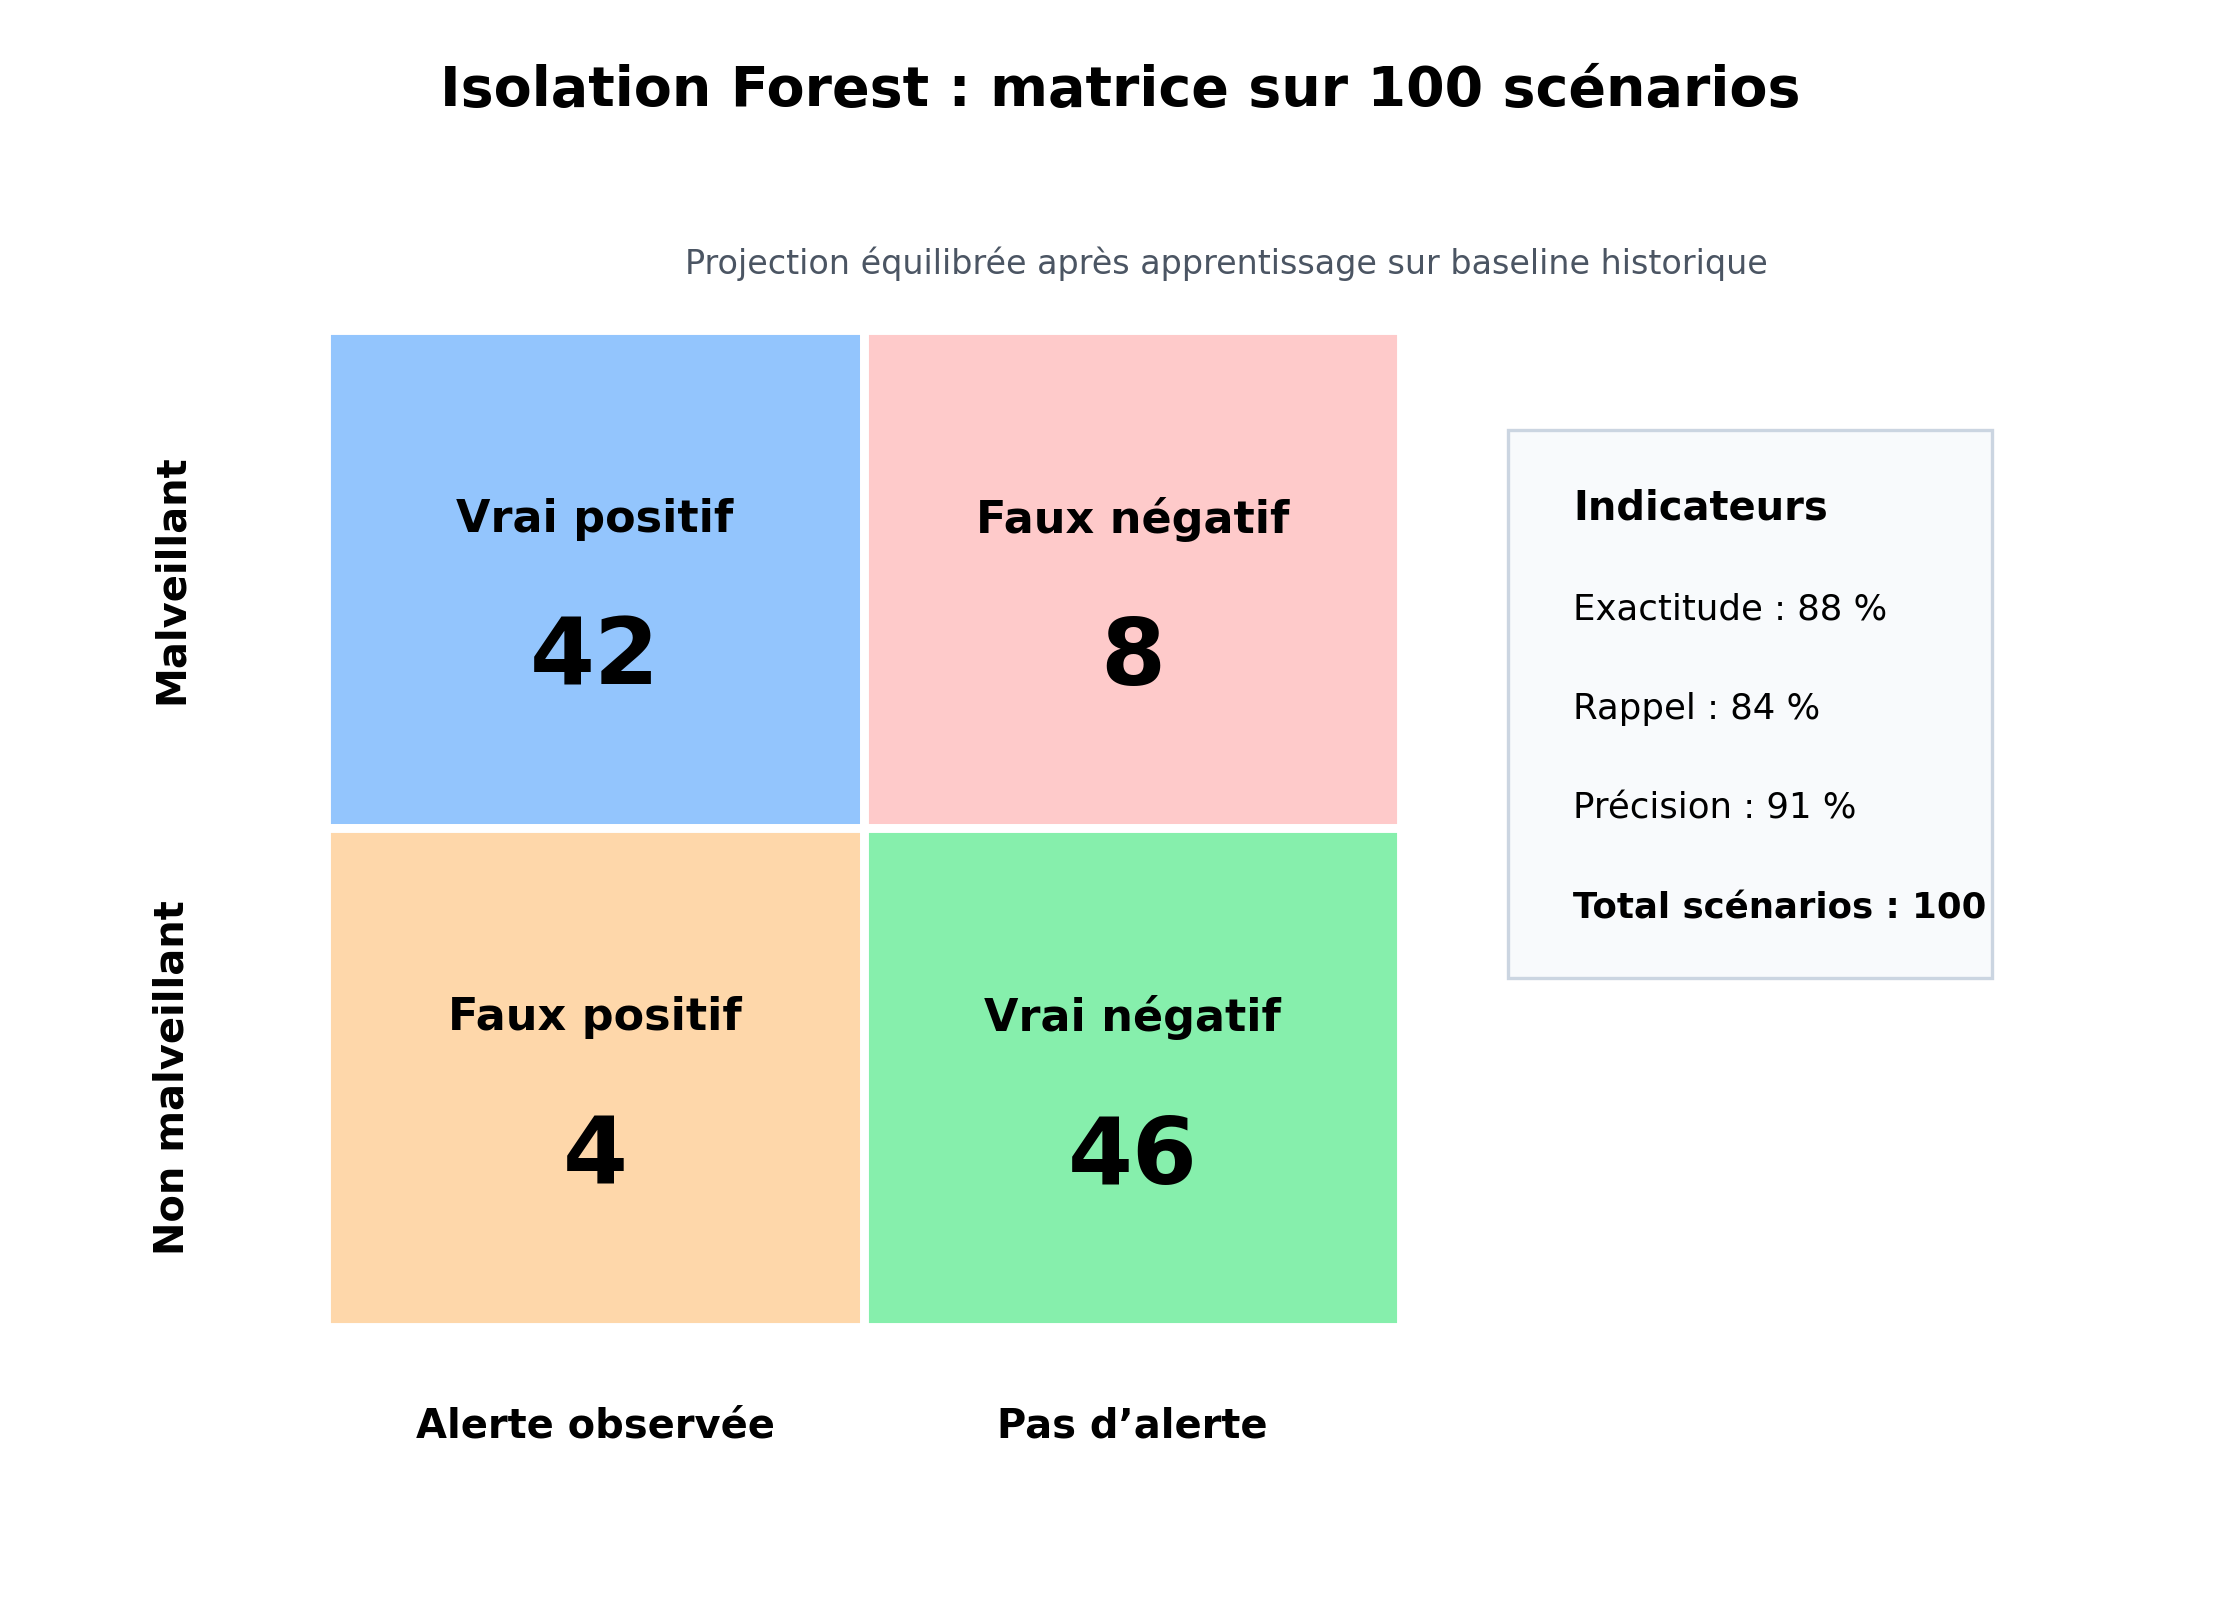 Isolation Forest : matrice sur 100 scénarios
Projection équilibrée après apprentissage sur baseline historique
Malveillant
Vrai positif
42
Faux négatif
8
Non malveillant
Faux positif
4
Vrai négatif
46
Alerte observée
Pas d’alerte
Indicateurs
Exactitude : 88 %
Rappel : 84 %
Précision : 91 %
Total scénarios : 100